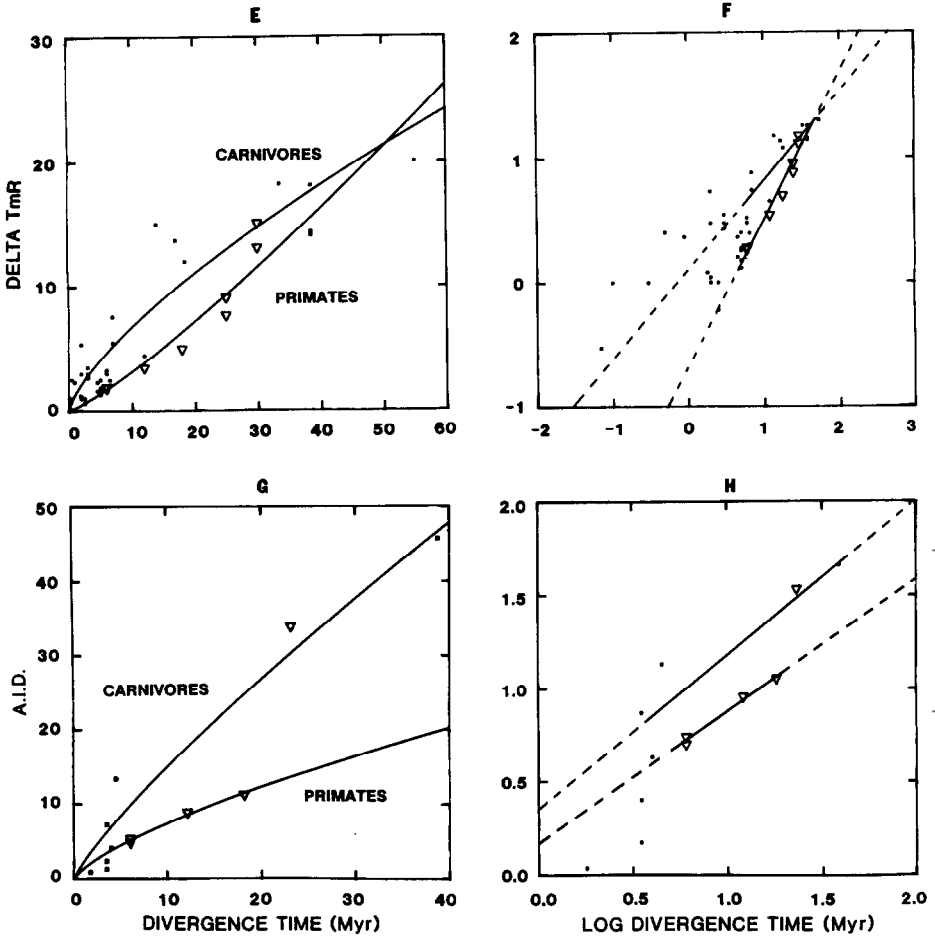 E
F
30
20
10
0
DELTA TmR
CARNIVORES
PRIMATES
0 10 20 30 40 50 60
2
1
0
-1
-2 -1 0 1 2 3
G
H
50
40
30
20
10
0
A.I.D.
CARNIVORES
PRIMATES
0 10 20 30 40
DIVERGENCE TIME (Myr)
2.0
1.5
1.0
0.5
0.0
0.0 0.5 1.0 1.5 2.0
LOG DIVERGENCE TIME (Myr)